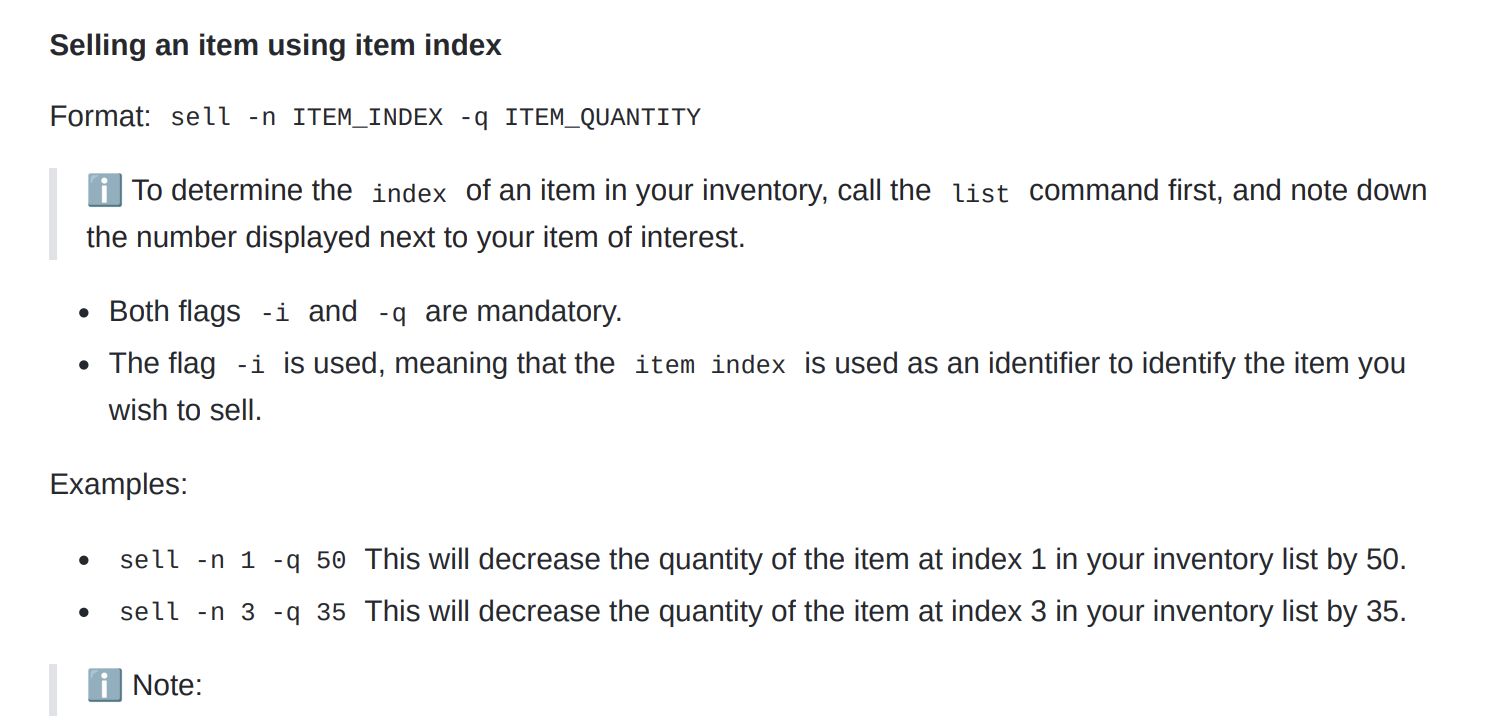 Selling an item using item index
Format: sell -n ITEM_INDEX -q ITEM_QUANTITY
ℹ️ To determine the index of an item in your inventory, call the list command first, and note down
the number displayed next to your item of interest.
• Both flags -i and -q are mandatory.
• The flag -i is used, meaning that the item index is used as an identifier to identify the item you
wish to sell.
Examples:
• sell -n 1 -q 50 This will decrease the quantity of the item at index 1 in your inventory list by 50.
• sell -n 3 -q 35 This will decrease the quantity of the item at index 3 in your inventory list by 35.
ℹ️ Note: